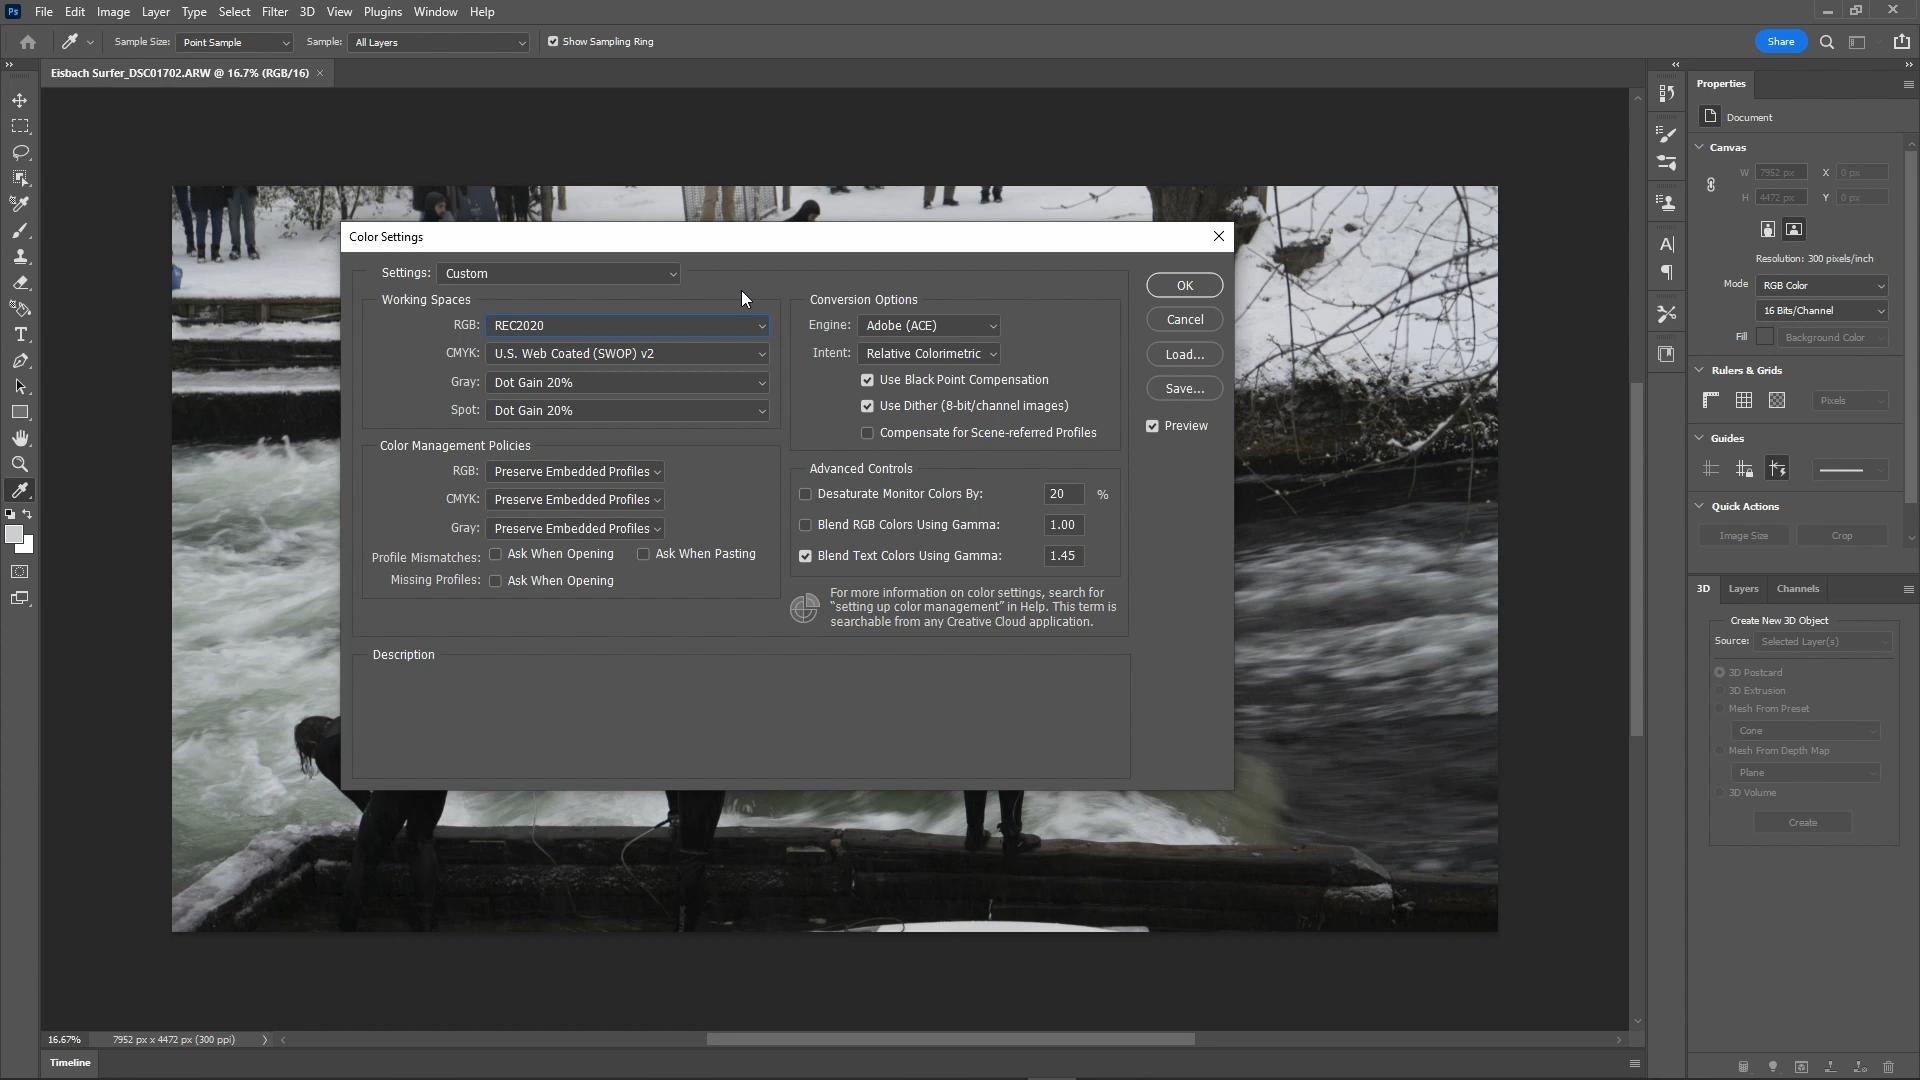 Ps File Edit Image Layer Type Select Filter 3D View Plugins Window Help
Sample Size: Point Sample Sample: All Layers Show Sampling Ring Share
Eisbach Surfer_DSC01702.ARW @ 16.7% (RGB/16) ×
Color Settings
Settings: Custom
Working Spaces
RGB: REC2020
CMYK: U.S. Web Coated (SWOP) v2
Gray: Dot Gain 20%
Spot: Dot Gain 20%
Color Management Policies
RGB: Preserve Embedded Profiles
CMYK: Preserve Embedded Profiles
Gray: Preserve Embedded Profiles
Profile Mismatches: Ask When Opening Ask When Pasting
Missing Profiles: Ask When Opening
Conversion Options
Engine: Adobe (ACE)
Intent: Relative Colorimetric
Use Black Point Compensation
Use Dither (8-bit/channel images)
Compensate for Scene-referred Profiles
Advanced Controls
Desaturate Monitor Colors By: 20 %
Blend RGB Colors Using Gamma: 1.00
Blend Text Colors Using Gamma: 1.45
For more information on color settings, search for
“setting up color management” in Help. This term is
searchable from any Creative Cloud application.
Description
OK
Cancel
Load...
Save...
Preview
Properties
Document
Canvas
W 7952 px X 0 px
H 4472 px Y 0 px
Resolution: 300 pixels/inch
Mode RGB Color
16 Bits/Channel
Fill Background Color
Rulers & Grids
Pixels
Guides
Quick Actions
Image Size Crop
3D Layers Channels
Create New 3D Object
Source: Selected Layer(s)
3D Postcard
3D Extrusion
Mesh From Preset
Cone
Mesh From Depth Map
Plane
3D Volume
Create
16.67% 7952 px x 4472 px (300 ppi)
Timeline